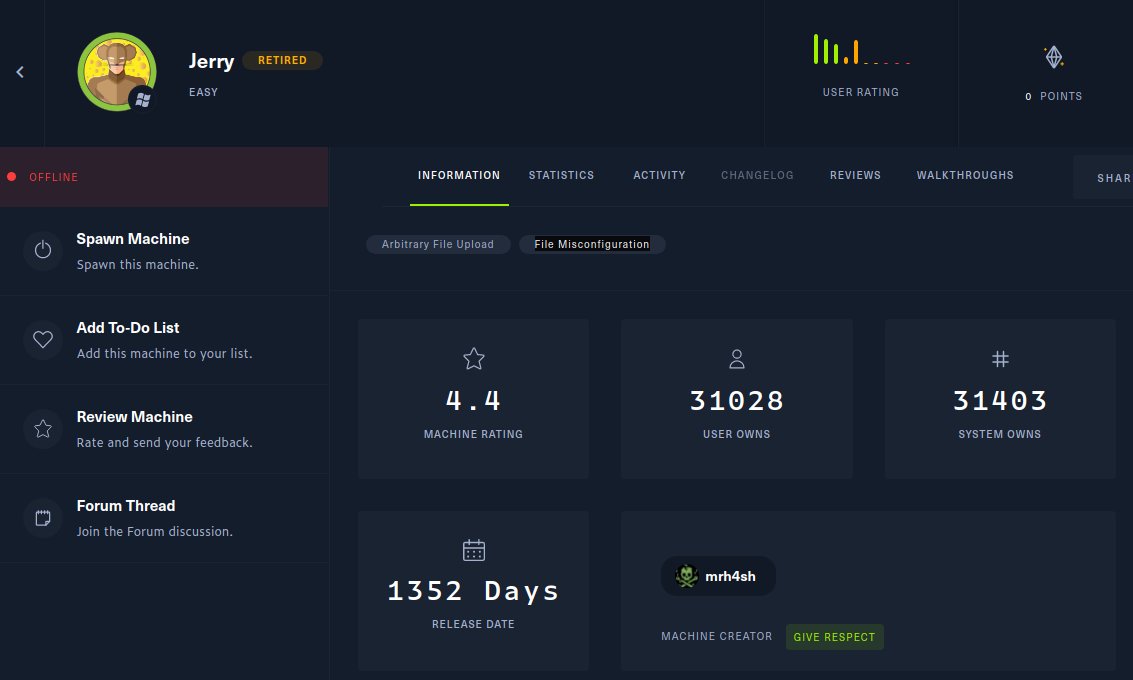 Jerry RETIRED
EASY
USER RATING
0 POINTS
OFFLINE
Spawn Machine
Spawn this machine.
Add To-Do List
Add this machine to your list.
Review Machine
Rate and send your feedback.
Forum Thread
Join the Forum discussion.
INFORMATION STATISTICS ACTIVITY CHANGELOG REVIEWS WALKTHROUGHS SHAR
Arbitrary File Upload File Misconfiguration
4.4
MACHINE RATING
31028
USER OWNS
31403
SYSTEM OWNS
1352 Days
RELEASE DATE
mrh4sh
MACHINE CREATOR GIVE RESPECT